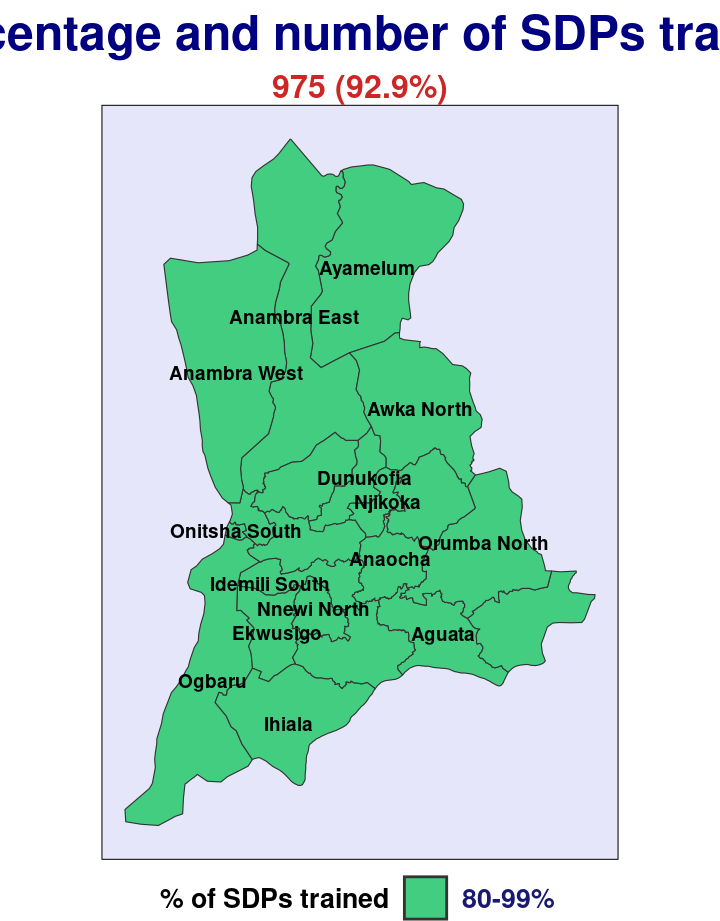 centage and number of SDPs tra
975 (92.9%)
Ayamelum
Anambra East
Anambra West
Awka North
Dunukofia
Njikoka
Onitsha South
Orumba North
Anaocha
Idemili South
Nnewi North
Ekwusigo
Aguata
Ogbaru
Ihiala
% of SDPs trained 80-99%